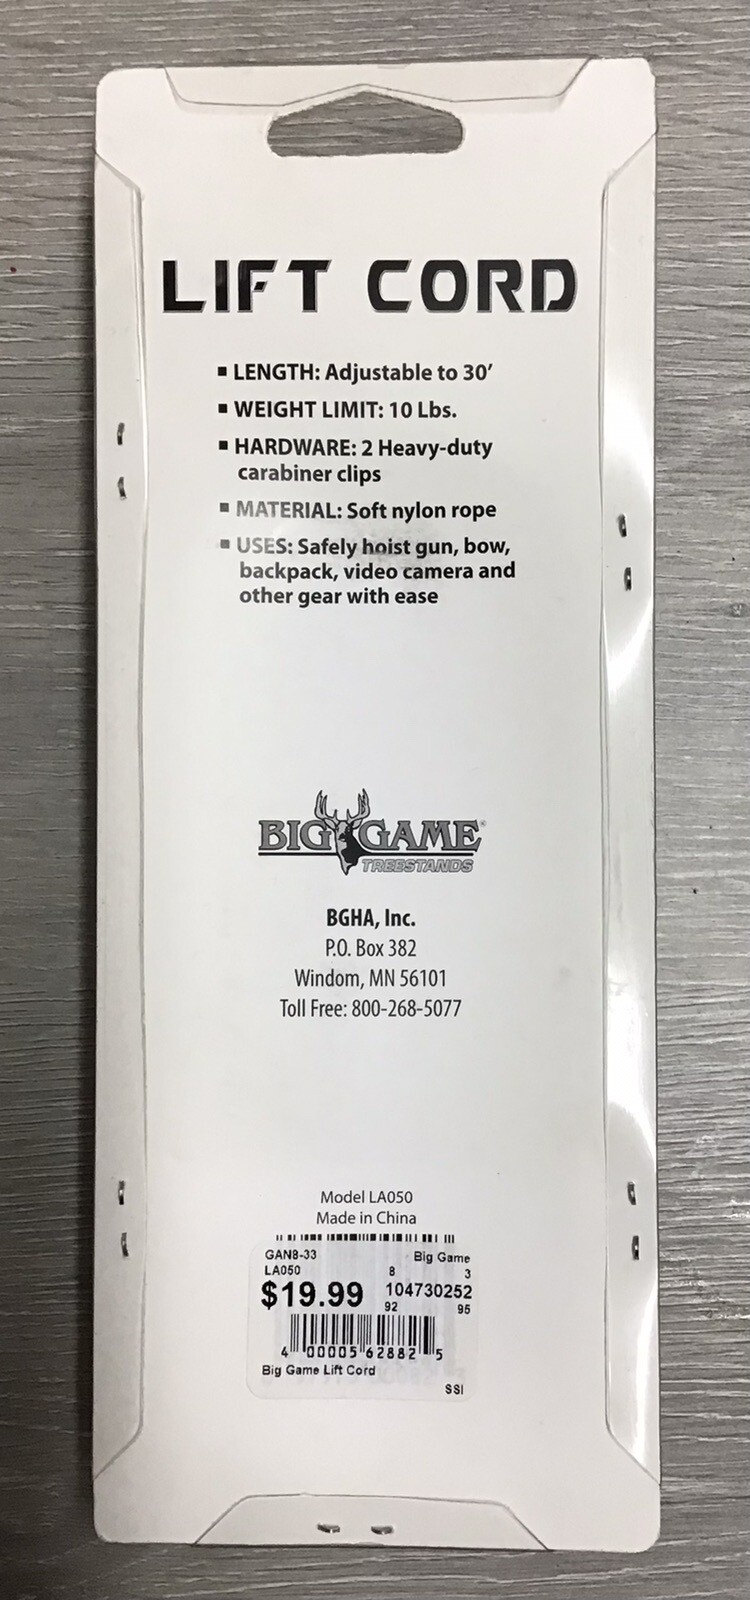 LIFT CORD
▪ LENGTH: Adjustable to 30'
▪ WEIGHT LIMIT: 10 Lbs.
▪ HARDWARE: 2 Heavy-duty
carabiner clips
▪ MATERIAL: Soft nylon rope
▪ USES: Safely hoist gun, bow,
backpack, video camera and
other gear with ease
BIG GAME®
TREESTANDS
BGHA, Inc.
P.O. Box 382
Windom, MN 56101
Toll Free: 800-268-5077
Model LA050
Made in China
GAN8-33 Big Game
LA050 8 3
$19.99 104730252
92 95
4 00005 62882 5
Big Game Lift Cord
SSI